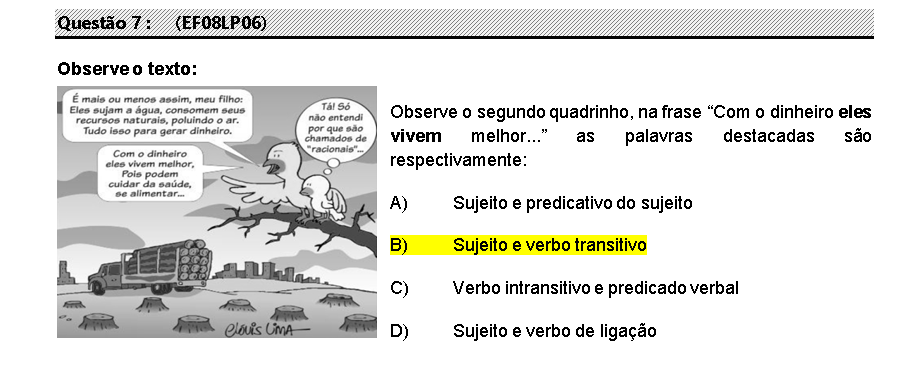 Questão 7 : (EF08LP06)
Observe o texto:
É mais ou menos assim, meu filho:
Eles sujam a água, consomem seus
recursos naturais, poluindo o ar.
Tudo isso para gerar dinheiro.
Com o dinheiro
eles vivem melhor,
Pois podem
cuidar da saúde,
se alimentar...
Tá! Só
não entendi
por que são
chamados de
"racionais"...
CLOVIS LIMA
Observe o segundo quadrinho, na frase “Com o dinheiro eles
vivem melhor...” as palavras destacadas são
respectivamente:
A) Sujeito e predicativo do sujeito
B) Sujeito e verbo transitivo
C) Verbo intransitivo e predicado verbal
D) Sujeito e verbo de ligação